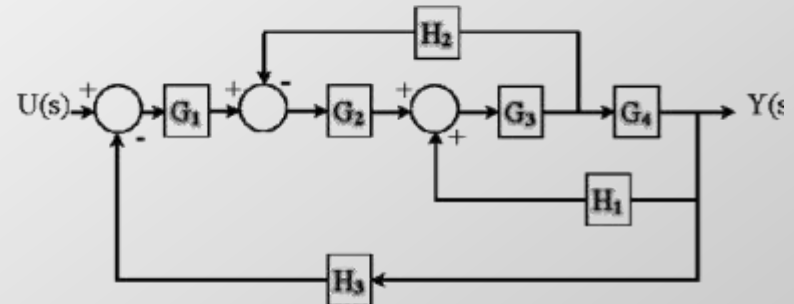 H₂
U(s) + - G₁ + - G₂ + + G₃ G₄ Y(s
H₁
H₃